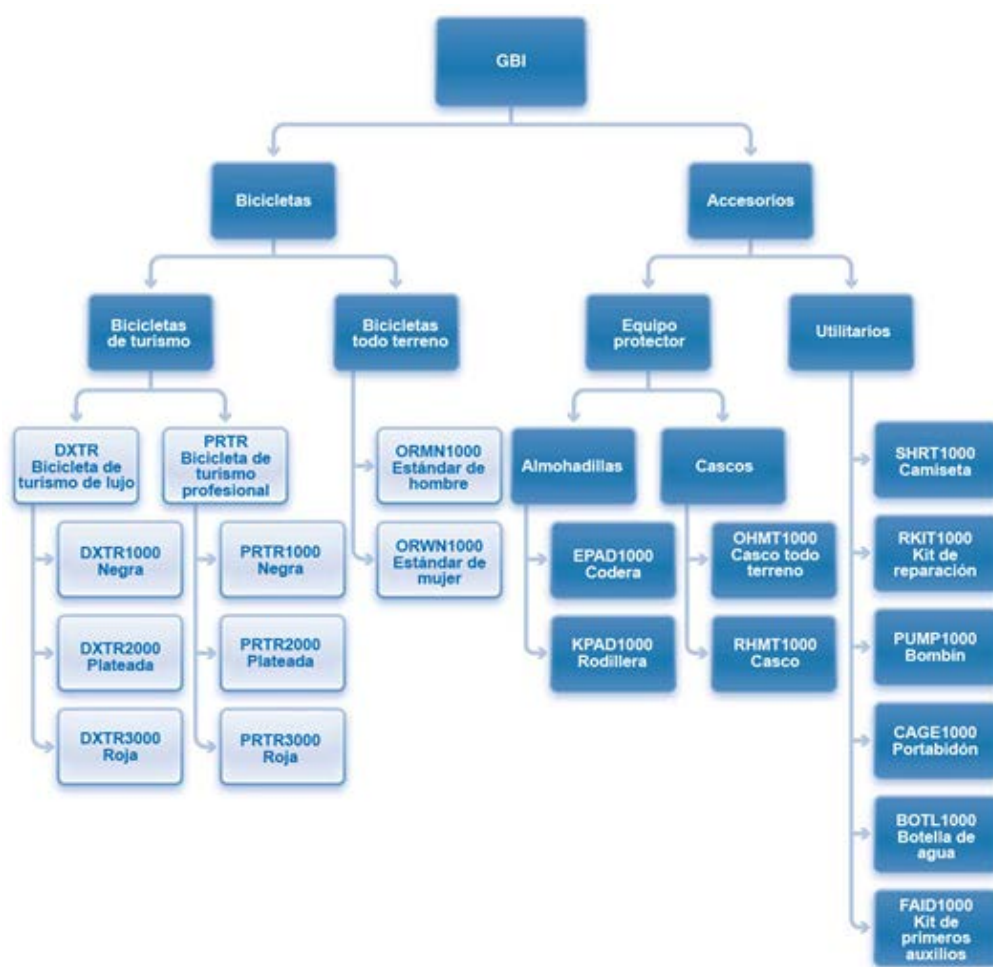 GBI
Bicicletas
Accesorios
Bicicletas
de turismo
Bicicletas
todo terreno
Equipo
protector
Utilitarios
DXTR
Bicicleta de
turismo de lujo
PRTR
Bicicleta de
turismo
profesional
ORMN1000
Estándar de
hombre
Almohadillas
Cascos
SHRT1000
Camiseta
DXTR1000
Negra
PRTR1000
Negra
ORWN1000
Estándar de
mujer
EPAD1000
Codera
OHMT1000
Casco todo
terreno
RKIT1000
Kit de
reparación
DXTR2000
Plateada
PRTR2000
Plateada
KPAD1000
Rodillera
RHMT1000
Casco
PUMP1000
Bombín
DXTR3000
Roja
PRTR3000
Roja
CAGE1000
Portabidón
BOTL1000
Botella de
agua
FAID1000
Kit de
primeros
auxilios